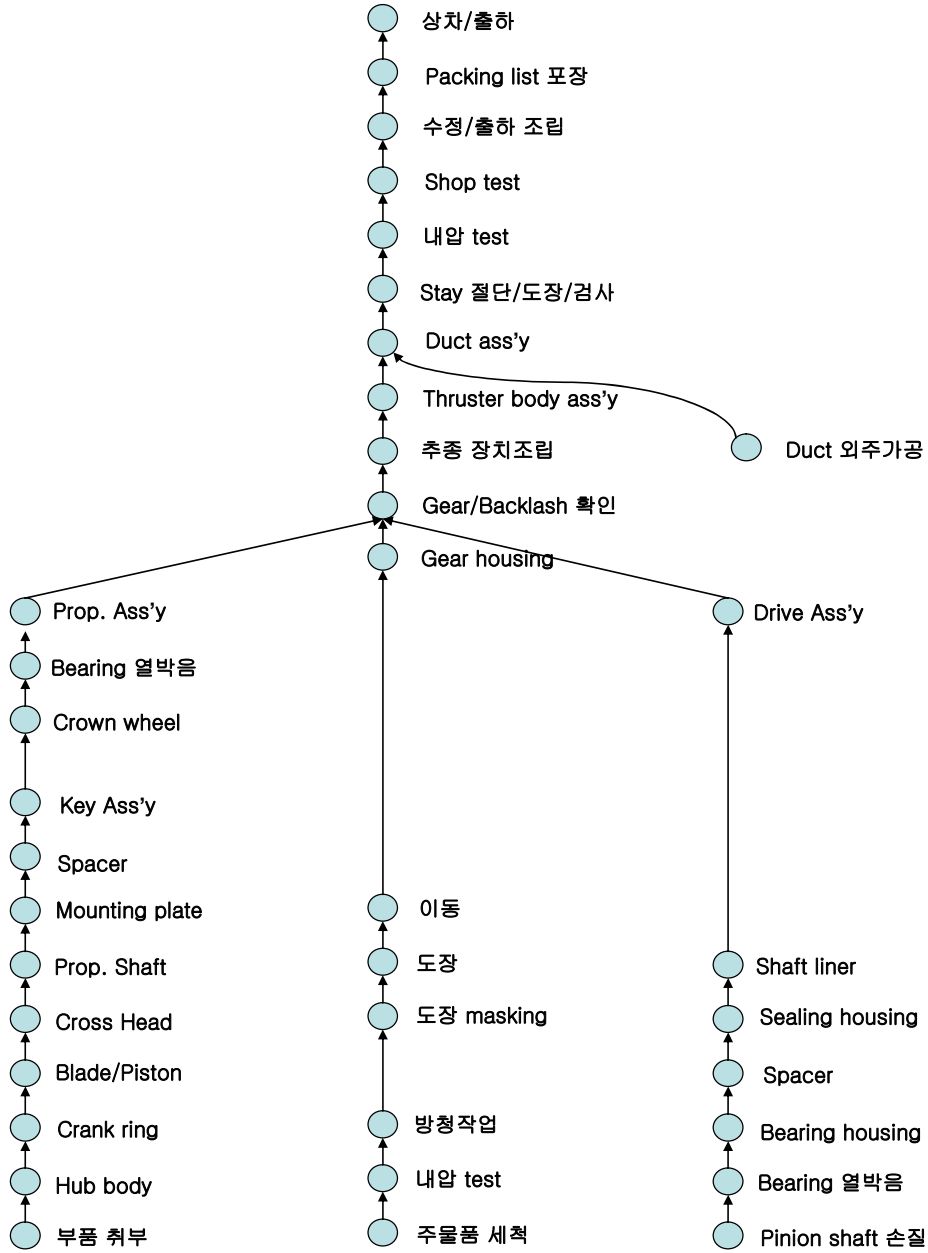 상차/출하
Packing list 포장
수정/출하 조립
Shop test
내압 test
Stay 절단/도장/검사
Duct ass'y
Thruster body ass'y
Duct 외주가공
추종 장치조립
Gear/Backlash 확인
Gear housing
Prop. Ass'y
Bearing 열박음
Crown wheel
Key Ass'y
Spacer
Mounting plate
Prop. Shaft
Cross Head
Blade/Piston
Crank ring
Hub body
부품 취부
이동
도장
도장 masking
방청작업
내압 test
주물품 세척
Drive Ass'y
Shaft liner
Sealing housing
Spacer
Bearing housing
Bearing 열박음
Pinion shaft 손질